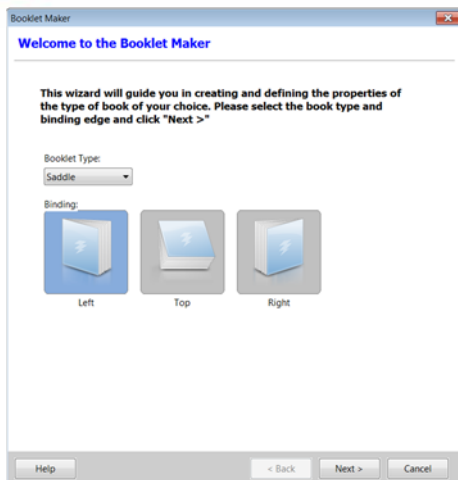 Booklet Maker
Welcome to the Booklet Maker
This wizard will guide you in creating and defining the properties of
the type of book of your choice. Please select the book type and
binding edge and click "Next >"
Booklet Type:
Saddle
Binding:
Left Top Right
Help < Back Next > Cancel